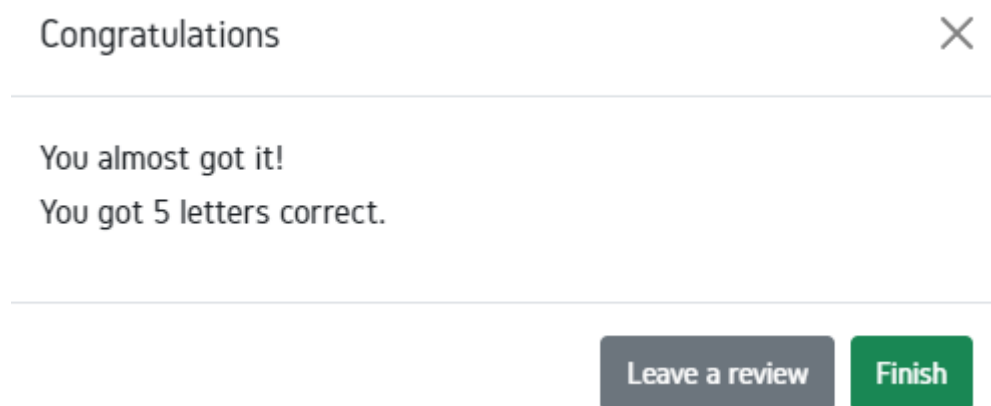 Congratulations
You almost got it!
You got 5 letters correct.
Leave a review Finish